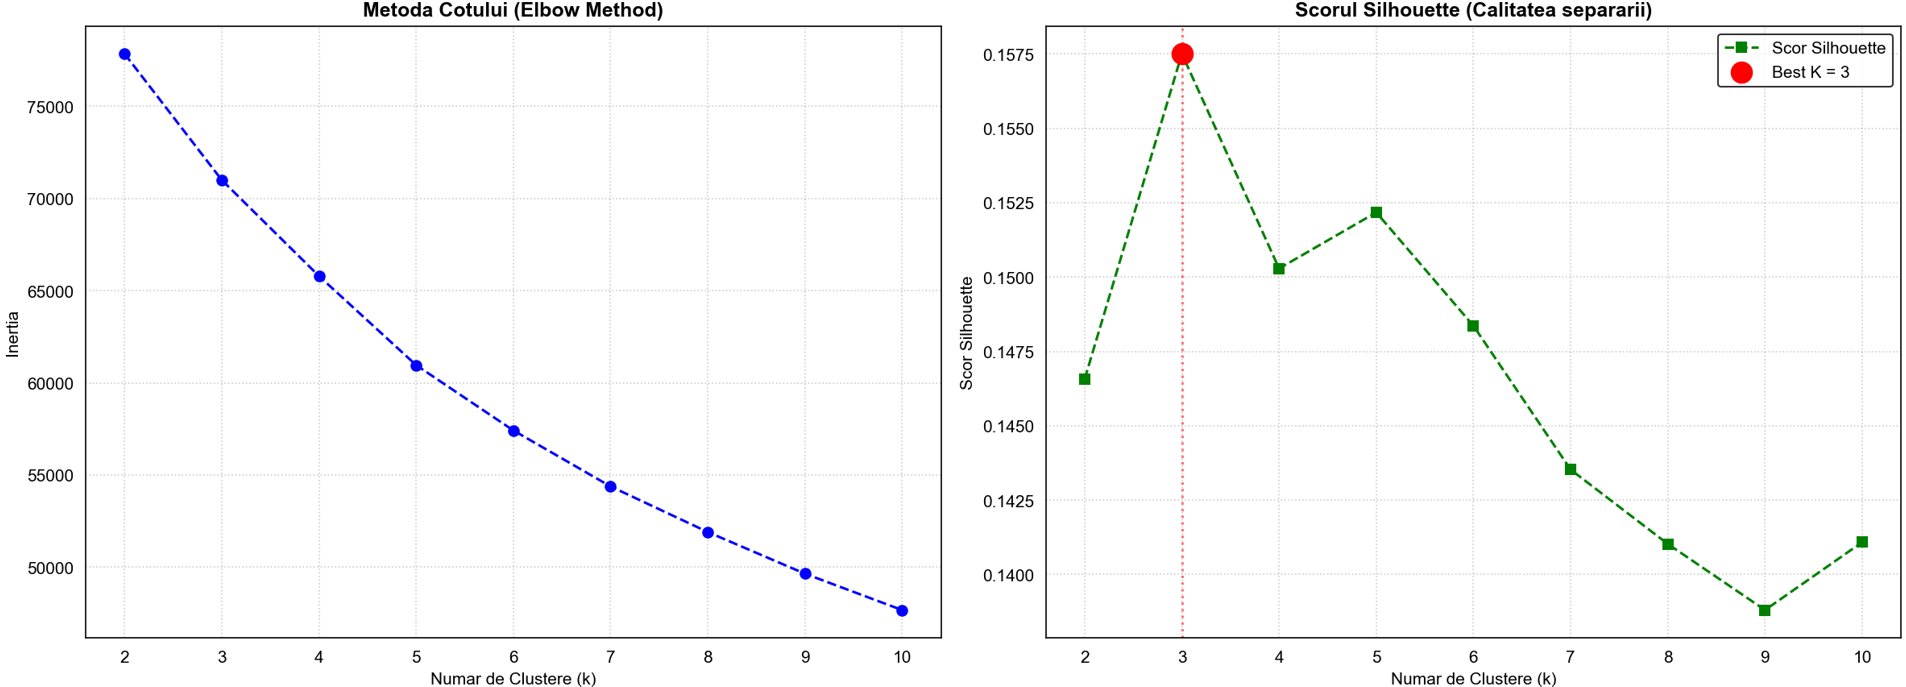 Metoda Cotului (Elbow Method)
75000
70000
65000
60000
55000
50000
Inertia
2 3 4 5 6 7 8 9 10
Numar de Clustere (k)
Scorul Silhouette (Calitatea separarii)
Scor Silhouette
Best K = 3
0.1575
0.1550
0.1525
0.1500
0.1475
0.1450
0.1425
0.1400
Scor Silhouette
2 3 4 5 6 7 8 9 10
Numar de Clustere (k)